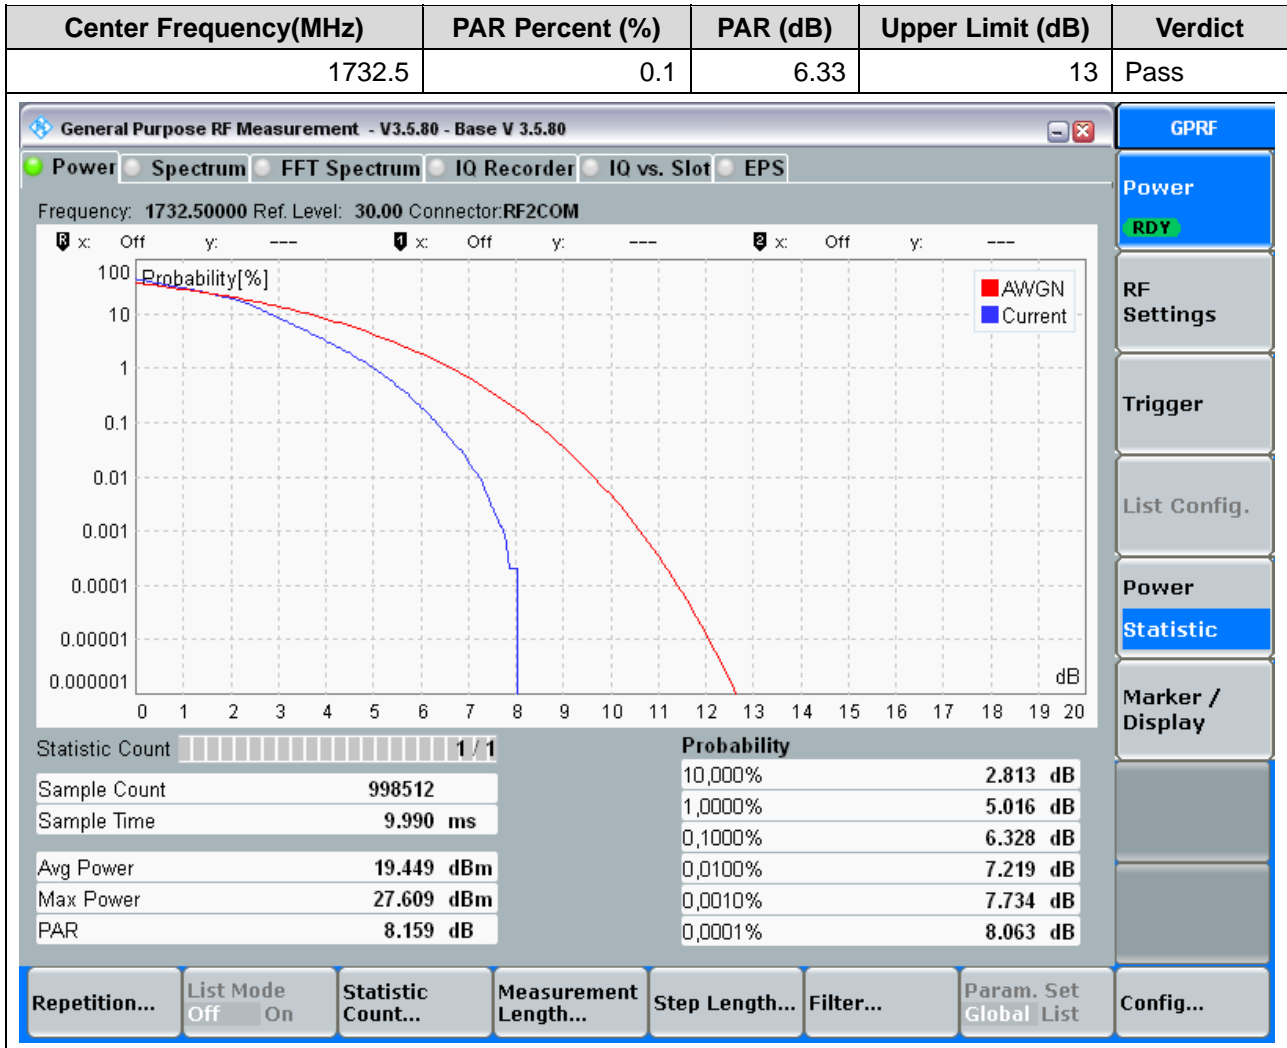 Center Frequency(MHz) PAR Percent (%) PAR (dB) Upper Limit (dB) Verdict
1732.5 0.1 6.33 13 Pass
General Purpose RF Measurement - V3.5.80 - Base V 3.5.80
GPRF
Power Spectrum FFT Spectrum IQ Recorder IQ vs. Slot EPS
Frequency: 1732.50000 Ref. Level: 30.00 Connector:RF2COM
R x: Off y: --- 1 x: Off y: --- 2 x: Off y: ---
Probability[%]
AWGN
Current
100
10
1
0.1
0.01
0.001
0.0001
0.00001
0.000001
dB
0 1 2 3 4 5 6 7 8 9 10 11 12 13 14 15 16 17 18 19 20
Statistic Count 1 / 1
Sample Count 998512
Sample Time 9.990 ms
Avg Power 19.449 dBm
Max Power 27.609 dBm
PAR 8.159 dB
Probability
10,000% 2.813 dB
1,0000% 5.016 dB
0,1000% 6.328 dB
0,0100% 7.219 dB
0,0010% 7.734 dB
0,0001% 8.063 dB
Power
RDY
RF
Settings
Trigger
List Config.
Power
Statistic
Marker /
Display
Repetition...
List Mode
Off On
Statistic
Count...
Measurement
Length...
Step Length...
Filter...
Param. Set
Global List
Config...